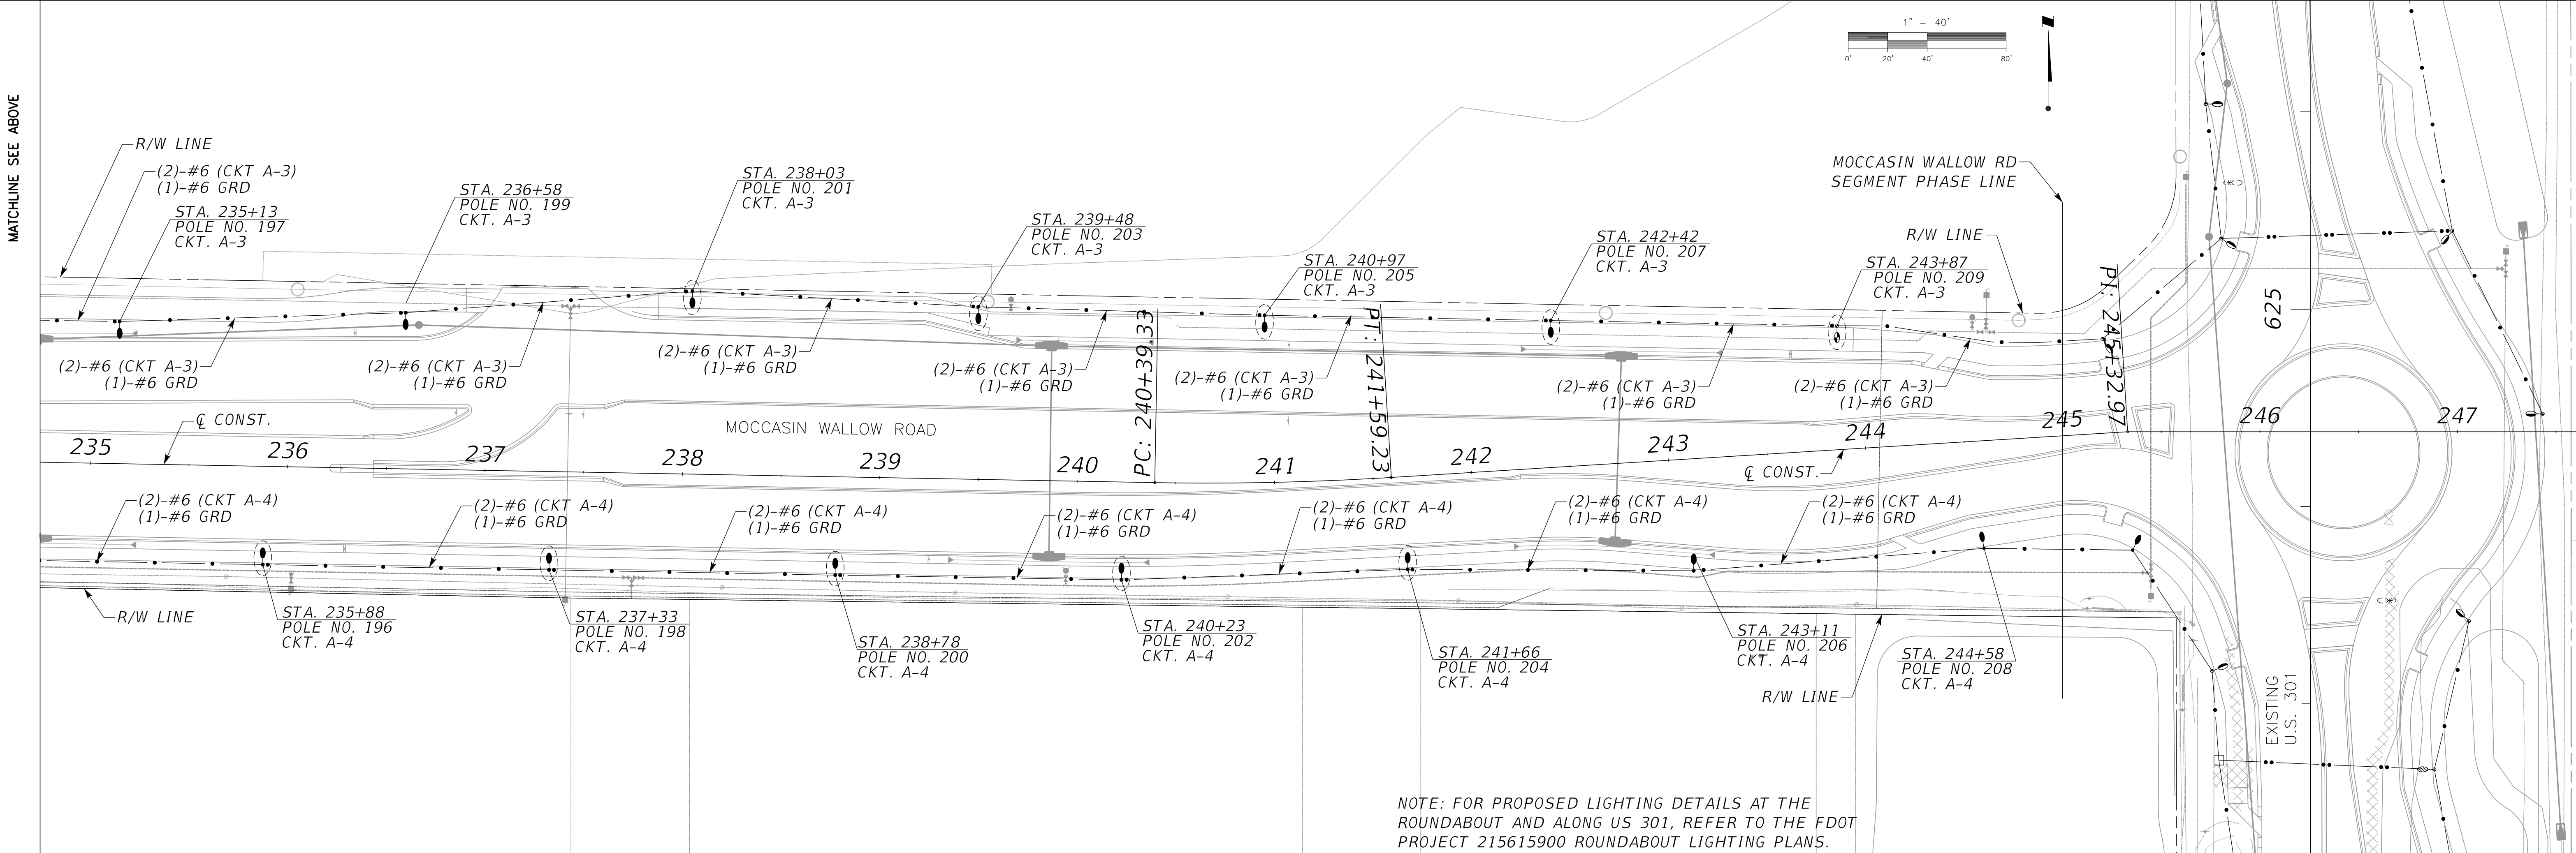 MATCHLINE SEE ABOVE
1" = 40'
0' 20' 40' 80'
R/W LINE
(2)-#6 (CKT A-3)
(1)-#6 GRD
STA. 235+13
POLE NO. 197
CKT. A-3
STA. 236+58
POLE NO. 199
CKT. A-3
STA. 238+03
POLE NO. 201
CKT. A-3
STA. 239+48
POLE NO. 203
CKT. A-3
STA. 240+97
POLE NO. 205
CKT. A-3
STA. 242+42
POLE NO. 207
CKT. A-3
MOCCASIN WALLOW RD
SEGMENT PHASE LINE
R/W LINE
STA. 243+87
POLE NO. 209
CKT. A-3
(2)-#6 (CKT A-3)
(1)-#6 GRD
(2)-#6 (CKT A-3)
(1)-#6 GRD
(2)-#6 (CKT A-3)
(1)-#6 GRD
(2)-#6 (CKT A-3)
(1)-#6 GRD
(2)-#6 (CKT A-3)
(1)-#6 GRD
(2)-#6 (CKT A-3)
(1)-#6 GRD
(2)-#6 (CKT A-3)
(1)-#6 GRD
PC: 240+39.33
PT: 241+59.23
PI: 245+32.97
625
℄ CONST.
MOCCASIN WALLOW ROAD
235 236 237 238 239 240 241 242 243 244 245 246 247
℄ CONST.
(2)-#6 (CKT A-4)
(1)-#6 GRD
(2)-#6 (CKT A-4)
(1)-#6 GRD
(2)-#6 (CKT A-4)
(1)-#6 GRD
(2)-#6 (CKT A-4)
(1)-#6 GRD
(2)-#6 (CKT A-4)
(1)-#6 GRD
(2)-#6 (CKT A-4)
(1)-#6 GRD
(2)-#6 (CKT A-4)
(1)-#6 GRD
R/W LINE
STA. 235+88
POLE NO. 196
CKT. A-4
STA. 237+33
POLE NO. 198
CKT. A-4
STA. 238+78
POLE NO. 200
CKT. A-4
STA. 240+23
POLE NO. 202
CKT. A-4
STA. 241+66
POLE NO. 204
CKT. A-4
STA. 243+11
POLE NO. 206
CKT. A-4
STA. 244+58
POLE NO. 208
CKT. A-4
R/W LINE
EXISTING
U.S. 301
NOTE: FOR PROPOSED LIGHTING DETAILS AT THE
ROUNDABOUT AND ALONG US 301, REFER TO THE FDOT
PROJECT 215615900 ROUNDABOUT LIGHTING PLANS.